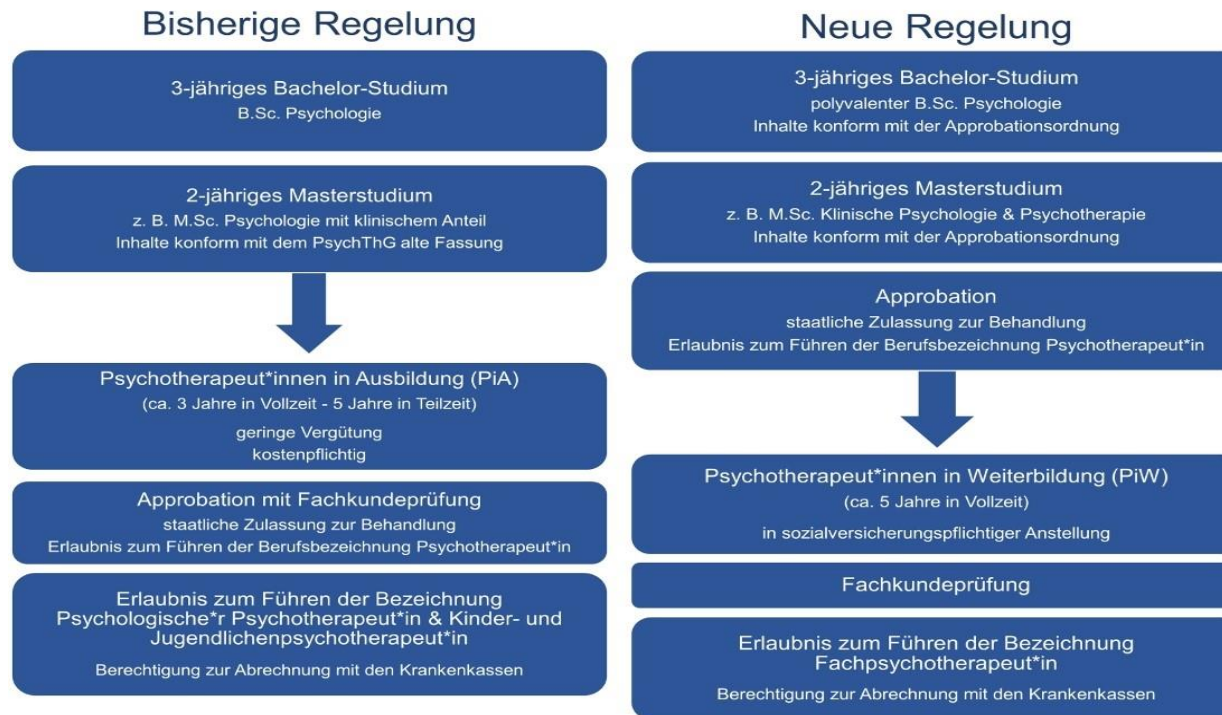 Bisherige Regelung
3-jähriges Bachelor-Studium
B.Sc. Psychologie
2-jähriges Masterstudium
z. B. M.Sc. Psychologie mit klinischem Anteil
Inhalte konform mit dem PsychThG alte Fassung
Psychotherapeut*innen in Ausbildung (PiA)
(ca. 3 Jahre in Vollzeit - 5 Jahre in Teilzeit)
geringe Vergütung
kostenpflichtig
Approbation mit Fachkundeprüfung
staatliche Zulassung zur Behandlung
Erlaubnis zum Führen der Berufsbezeichnung Psychotherapeut*in
Erlaubnis zum Führen der Bezeichnung
Psychologische*r Psychotherapeut*in & Kinder- und
Jugendlichenpsychotherapeut*in
Berechtigung zur Abrechnung mit den Krankenkassen
Neue Regelung
3-jähriges Bachelor-Studium
polyvalenter B.Sc. Psychologie
Inhalte konform mit der Approbationsordnung
2-jähriges Masterstudium
z. B. M.Sc. Klinische Psychologie & Psychotherapie
Inhalte konform mit der Approbationsordnung
Approbation
staatliche Zulassung zur Behandlung
Erlaubnis zum Führen der Berufsbezeichnung Psychotherapeut*in
Psychotherapeut*innen in Weiterbildung (PiW)
(ca. 5 Jahre in Vollzeit)
in sozialversicherungspflichtiger Anstellung
Fachkundeprüfung
Erlaubnis zum Führen der Bezeichnung
Fachpsychotherapeut*in
Berechtigung zur Abrechnung mit den Krankenkassen